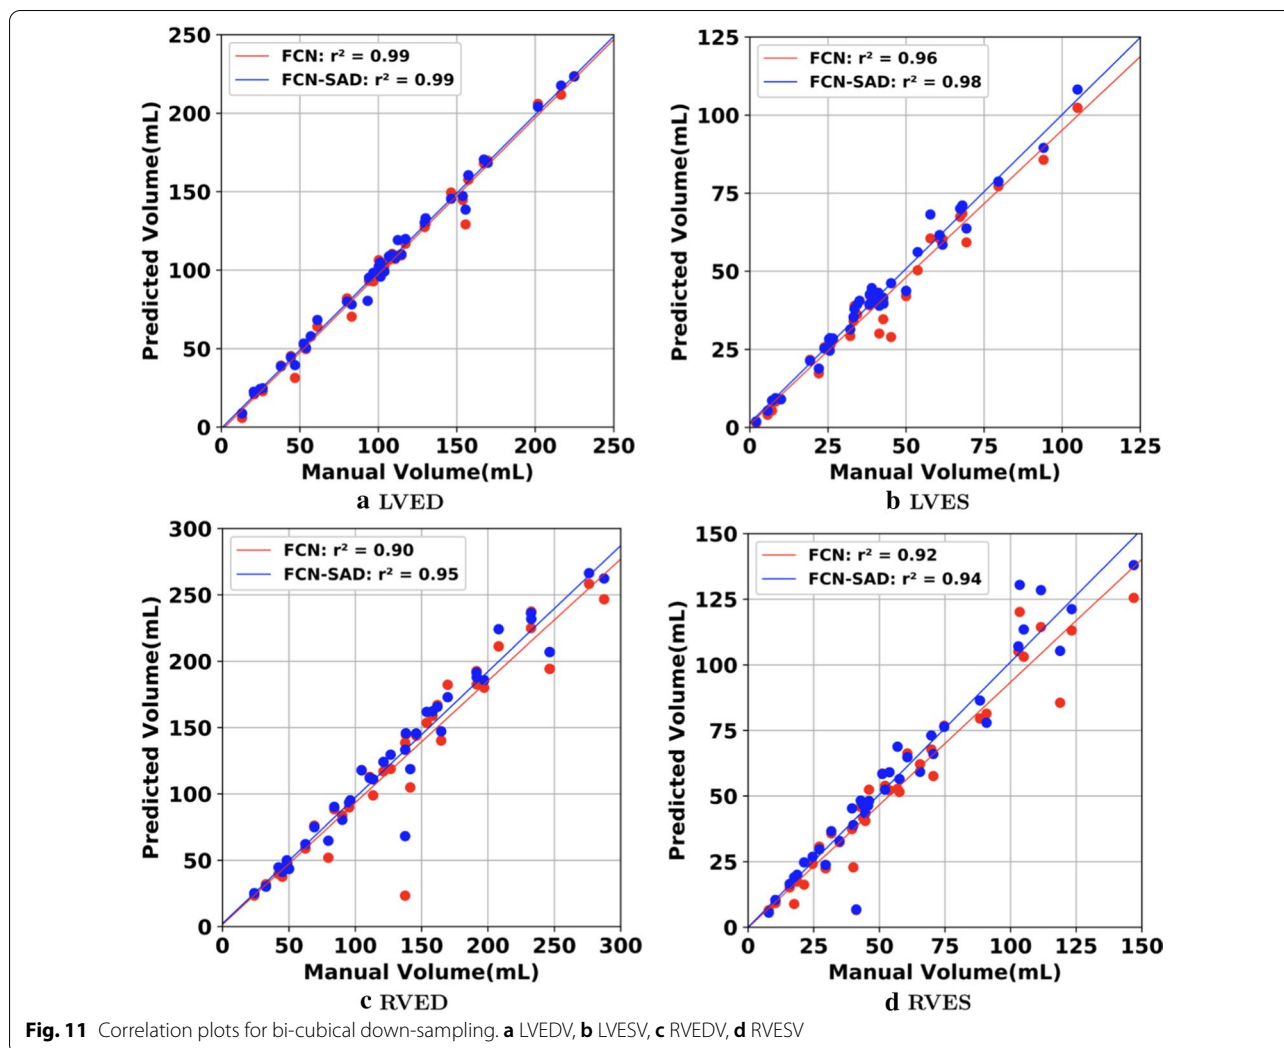 250
200
150
100
50
0
Predicted Volume(mL)
FCN: r² = 0.99
FCN-SAD: r² = 0.99
0 50 100 150 200 250
Manual Volume(mL)
a LVED
125
100
75
50
25
0
Predicted Volume(mL)
FCN: r² = 0.96
FCN-SAD: r² = 0.98
0 25 50 75 100 125
Manual Volume(mL)
b LVES
300
250
200
150
100
50
0
Predicted Volume(mL)
FCN: r² = 0.90
FCN-SAD: r² = 0.95
0 50 100 150 200 250 300
Manual Volume(mL)
c RVED
150
125
100
75
50
25
0
Predicted Volume(mL)
FCN: r² = 0.92
FCN-SAD: r² = 0.94
0 25 50 75 100 125 150
Manual Volume(mL)
d RVES
Fig. 11 Correlation plots for bi-cubical down-sampling. a LVEDV, b LVESV, c RVEDV, d RVESV